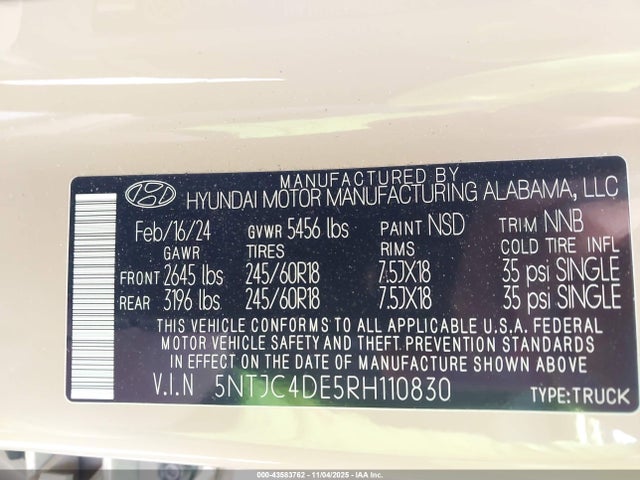 MANUFACTURED BY
HYUNDAI MOTOR MANUFACTURING ALABAMA, LLC
Feb/16/24 GVWR 5456 lbs PAINT NSD TRIM NNB
GAWR TIRES RIMS COLD TIRE INFL
FRONT 2645 lbs 245/60R18 7.5JX18 35 psi SINGLE
REAR 3196 lbs 245/60R18 7.5JX18 35 psi SINGLE
THIS VEHICLE CONFORMS TO ALL APPLICABLE U.S.A. FEDERAL
MOTOR VEHICLE SAFETY AND THEFT PREVENTION STANDARDS
IN EFFECT ON THE DATE OF MANUFACTURE SHOWN ABOVE
V.I.N 5NTJC4DE5RH110830 TYPE:TRUCK
000-43583762 - 11/04/2025 - IAA Inc.